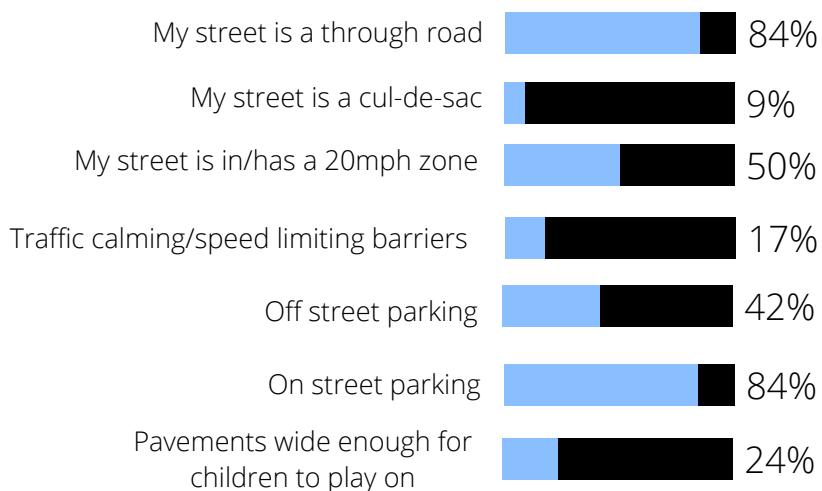 My street is a through road 84%
My street is a cul-de-sac 9%
My street is in/has a 20mph zone 50%
Traffic calming/speed limiting barriers 17%
Off street parking 42%
On street parking 84%
Pavements wide enough for
children to play on 24%